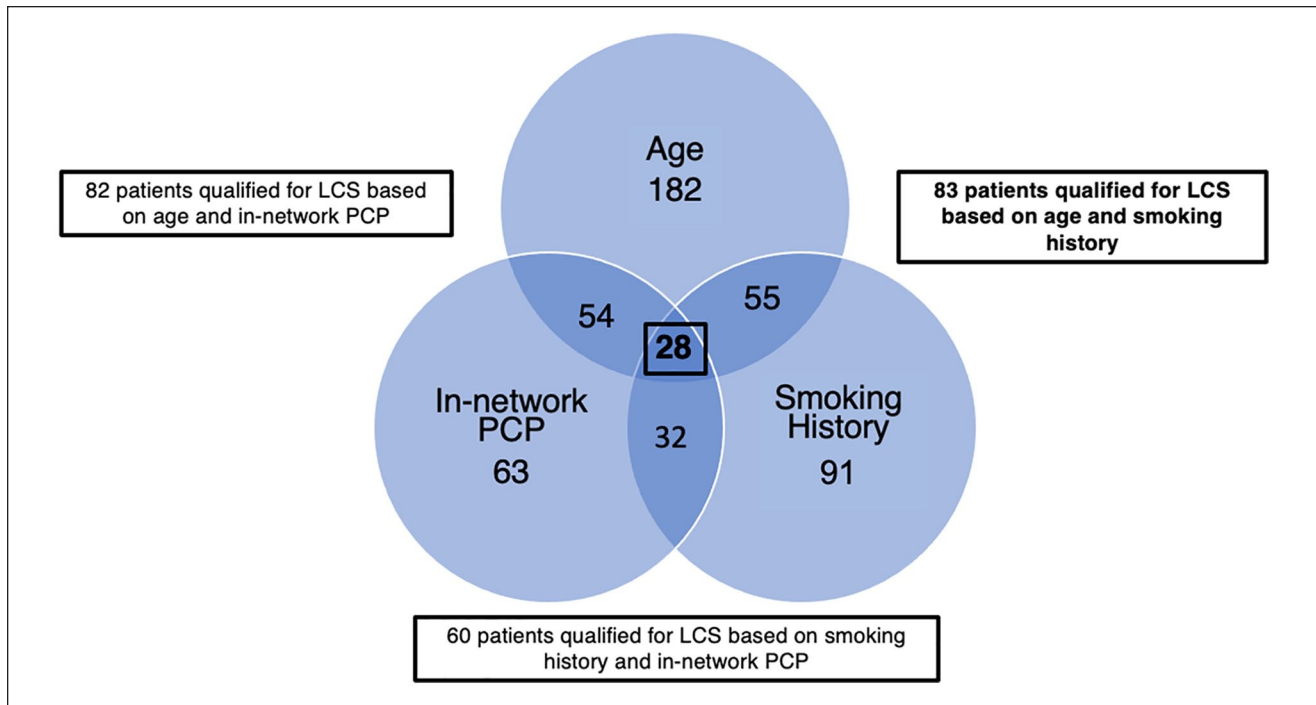 Age
182
82 patients qualified for LCS based
on age and in-network PCP
83 patients qualified for LCS
based on age and smoking
history
54
55
28
In-network
PCP
63
32
Smoking
History
91
60 patients qualified for LCS based on smoking
history and in-network PCP